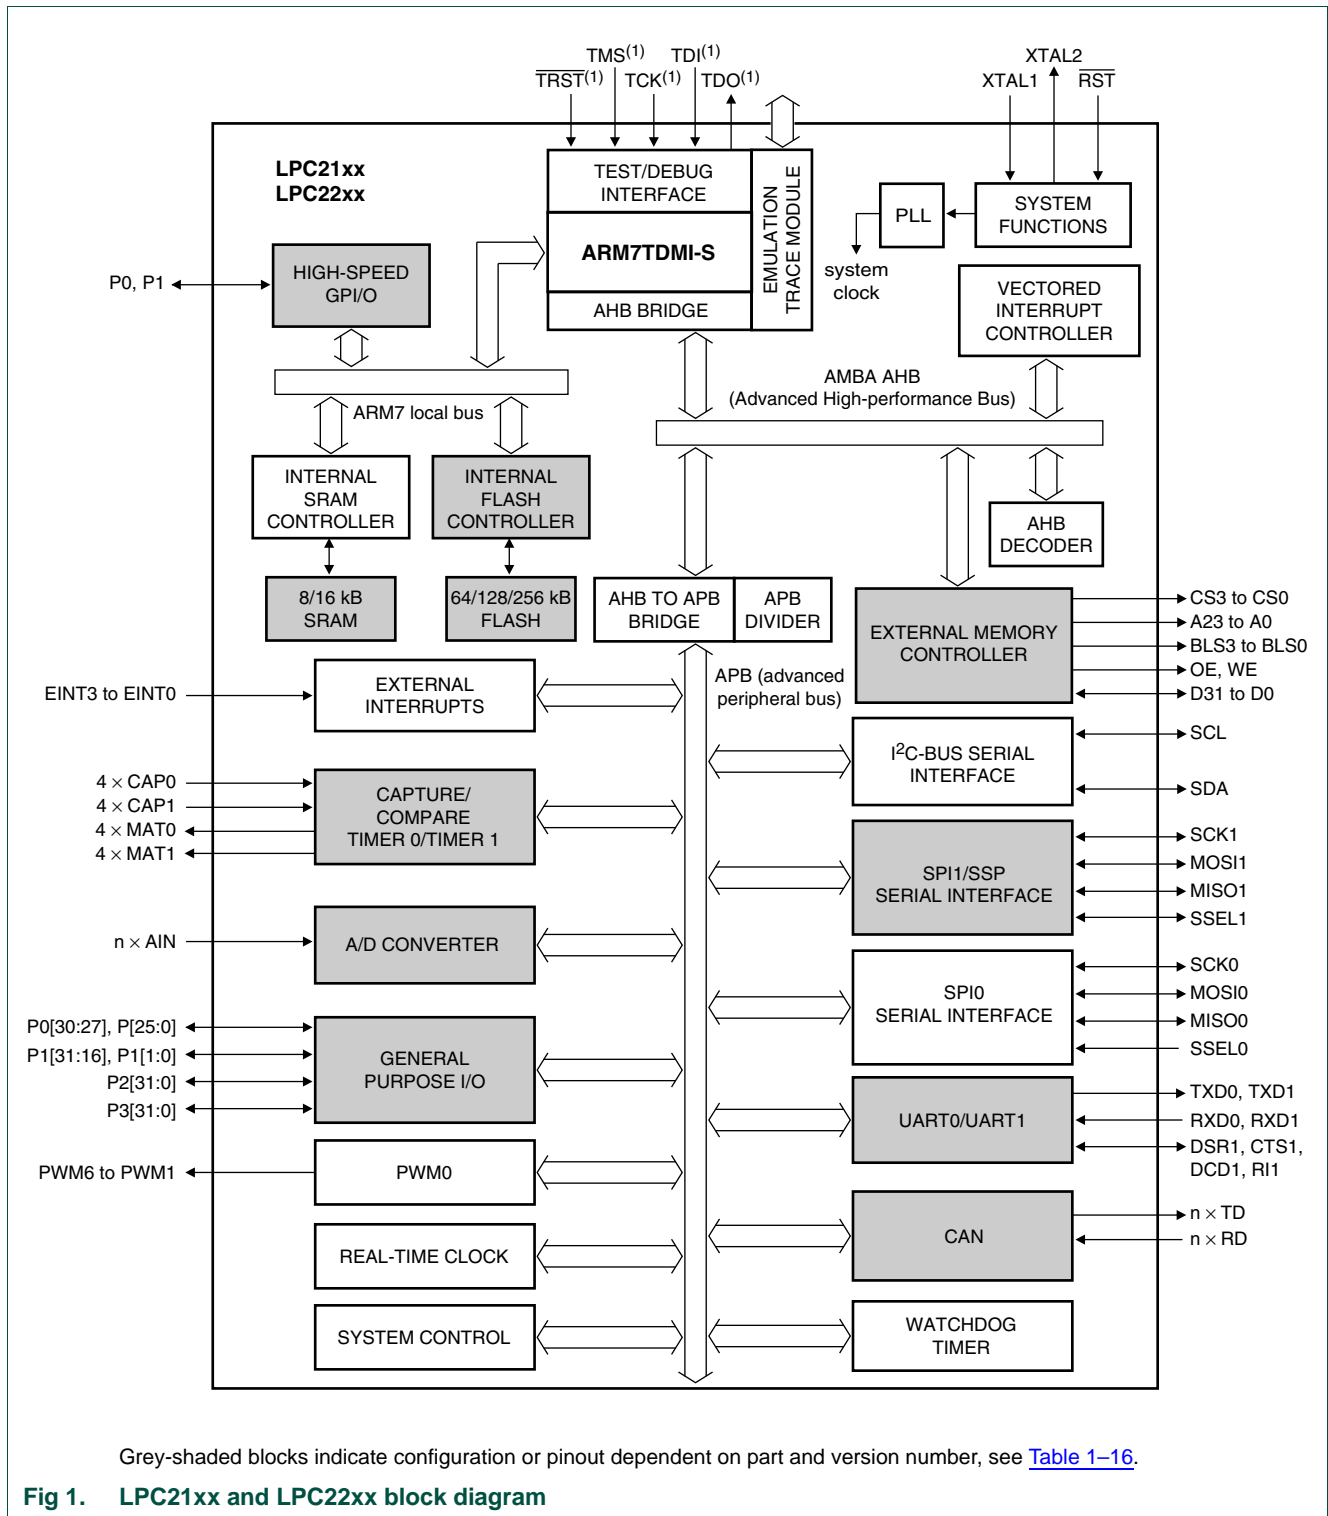 TMS(1) TDI(1) XTAL2
TRST(1) TCK(1) TDO(1) XTAL1 RST
LPC21xx
LPC22xx
TEST/DEBUG
INTERFACE
ARM7TDMI-S
AHB BRIDGE
EMULATION
TRACE MODULE
PLL
SYSTEM
FUNCTIONS
system
clock
P0, P1
HIGH-SPEED
GPI/O
VECTORED
INTERRUPT
CONTROLLER
AMBA AHB
(Advanced High-performance Bus)
ARM7 local bus
INTERNAL
SRAM
CONTROLLER
INTERNAL
FLASH
CONTROLLER
AHB
DECODER
8/16 kB
SRAM
64/128/256 kB
FLASH
AHB TO APB
BRIDGE
APB
DIVIDER
EXTERNAL MEMORY
CONTROLLER
CS3 to CS0
A23 to A0
BLS3 to BLS0
OE, WE
D31 to D0
APB (advanced
peripheral bus)
EINT3 to EINT0
EXTERNAL
INTERRUPTS
I2C-BUS SERIAL
INTERFACE
SCL
SDA
4 × CAP0
4 × CAP1
4 × MAT0
4 × MAT1
CAPTURE/
COMPARE
TIMER 0/TIMER 1
SPI1/SSP
SERIAL INTERFACE
SCK1
MOSI1
MISO1
SSEL1
n × AIN
A/D CONVERTER
SPI0
SERIAL INTERFACE
SCK0
MOSI0
MISO0
SSEL0
P0[30:27], P[25:0]
P1[31:16], P1[1:0]
P2[31:0]
P3[31:0]
GENERAL
PURPOSE I/O
UART0/UART1
TXD0, TXD1
RXD0, RXD1
DSR1, CTS1,
DCD1, RI1
PWM6 to PWM1
PWM0
CAN
n × TD
n × RD
REAL-TIME CLOCK
SYSTEM CONTROL
WATCHDOG
TIMER
Grey-shaded blocks indicate configuration or pinout dependent on part and version number, see Table 1–16.
Fig 1. LPC21xx and LPC22xx block diagram